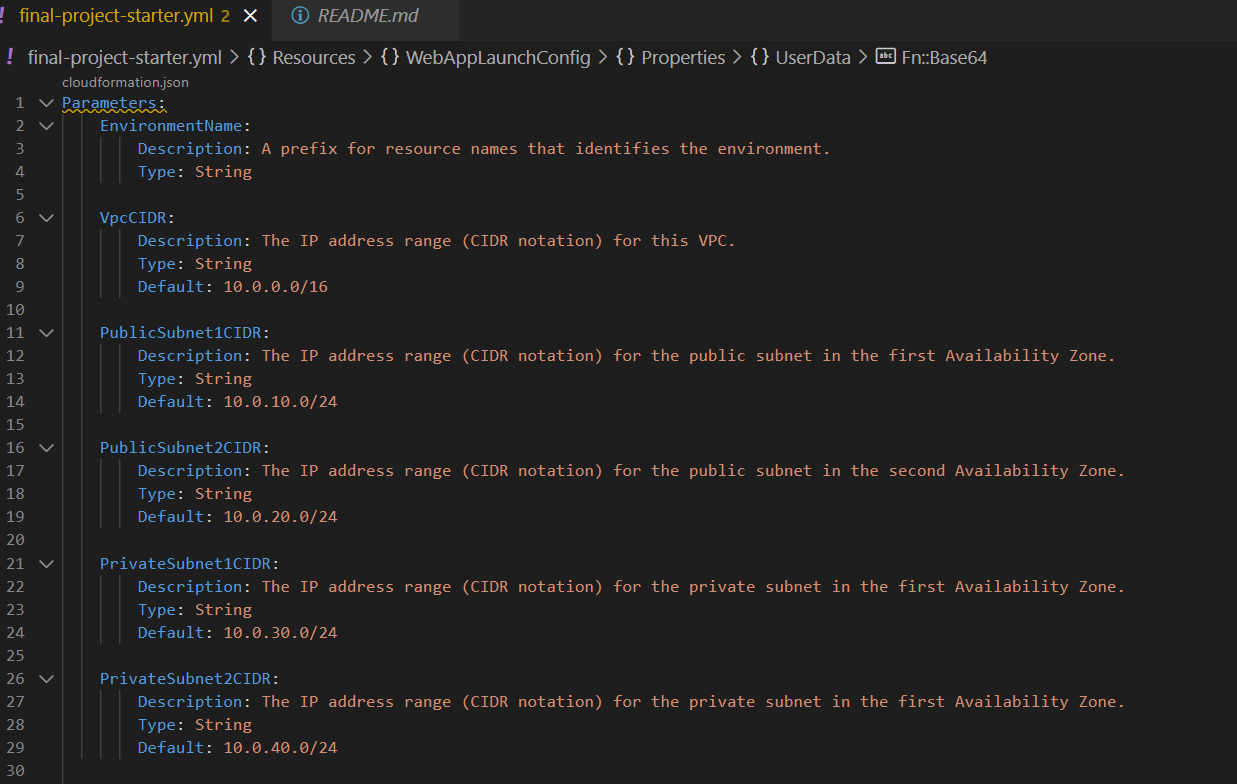 ! final-project-starter.yml 2 × README.md
! final-project-starter.yml > {} Resources > {} WebAppLaunchConfig > {} Properties > {} UserData > abc Fn::Base64
cloudformation.json
1 Parameters:
2 EnvironmentName:
3 Description: A prefix for resource names that identifies the environment.
4 Type: String
5
6 VpcCIDR:
7 Description: The IP address range (CIDR notation) for this VPC.
8 Type: String
9 Default: 10.0.0.0/16
10
11 PublicSubnet1CIDR:
12 Description: The IP address range (CIDR notation) for the public subnet in the first Availability Zone.
13 Type: String
14 Default: 10.0.10.0/24
15
16 PublicSubnet2CIDR:
17 Description: The IP address range (CIDR notation) for the public subnet in the second Availability Zone.
18 Type: String
19 Default: 10.0.20.0/24
20
21 PrivateSubnet1CIDR:
22 Description: The IP address range (CIDR notation) for the private subnet in the first Availability Zone.
23 Type: String
24 Default: 10.0.30.0/24
25
26 PrivateSubnet2CIDR:
27 Description: The IP address range (CIDR notation) for the private subnet in the first Availability Zone.
28 Type: String
29 Default: 10.0.40.0/24
30